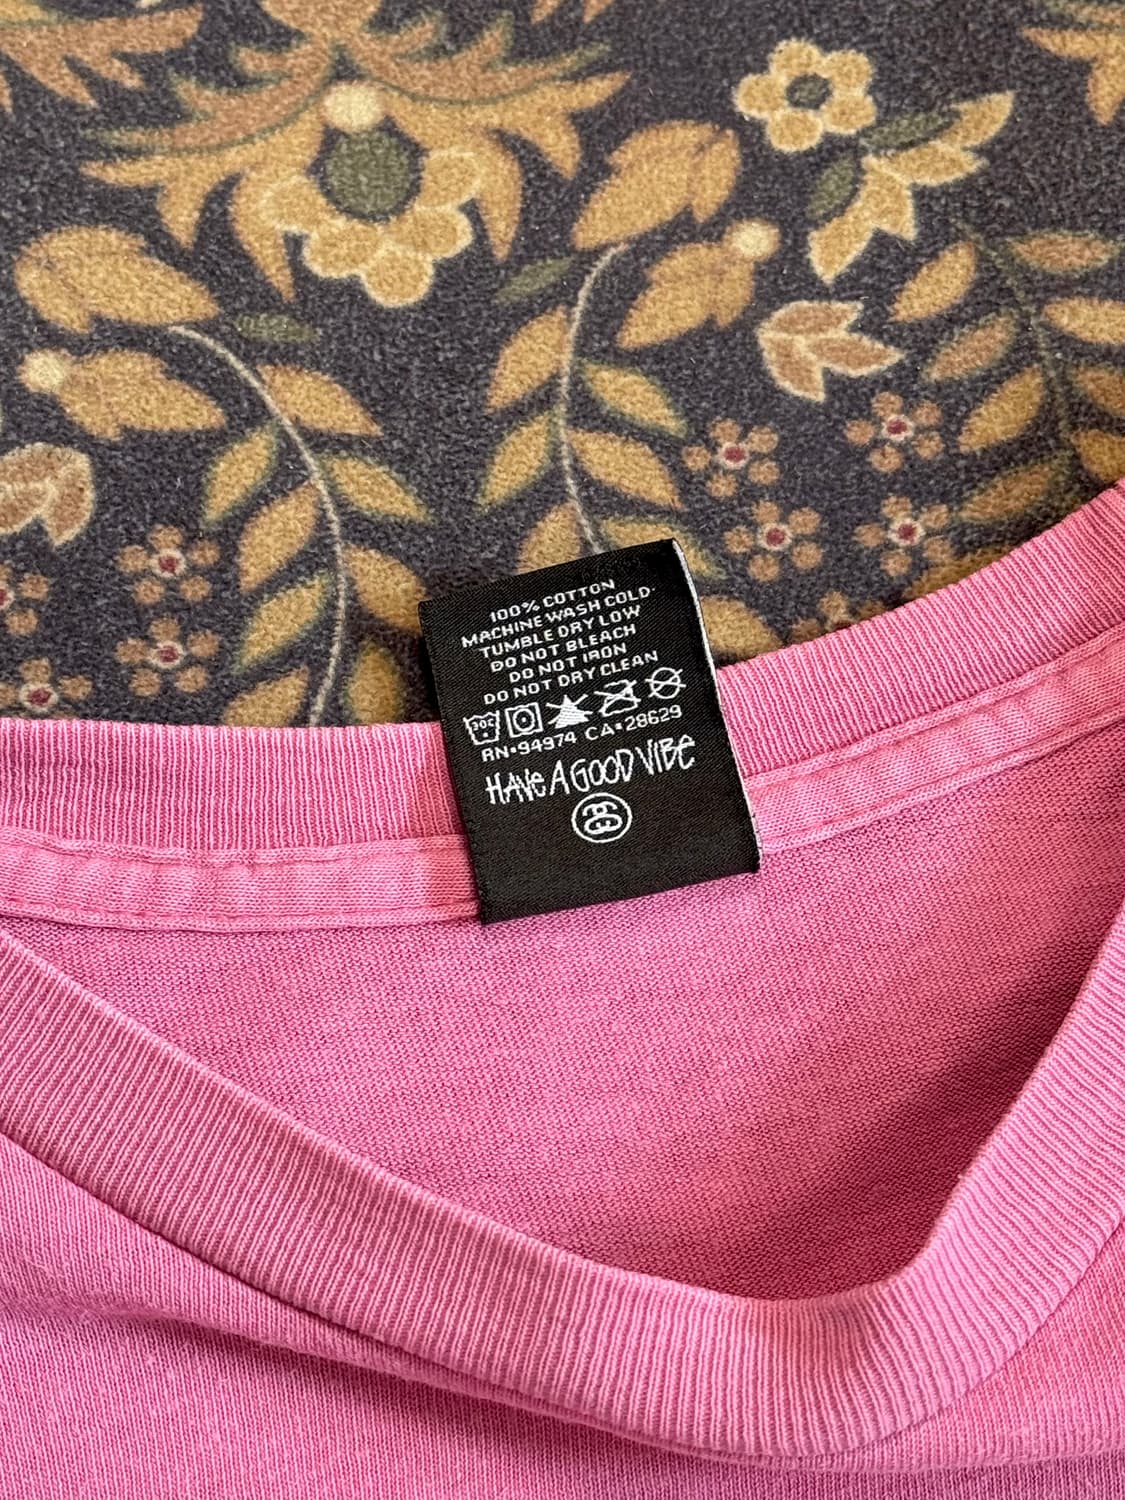 100% COTTON
MACHINE WASH COLD
TUMBLE DRY LOW
DO NOT BLEACH
DO NOT IRON
DO NOT DRY CLEAN
30C
RN•94974 CA•28629
HAVE A GOOD VIBE